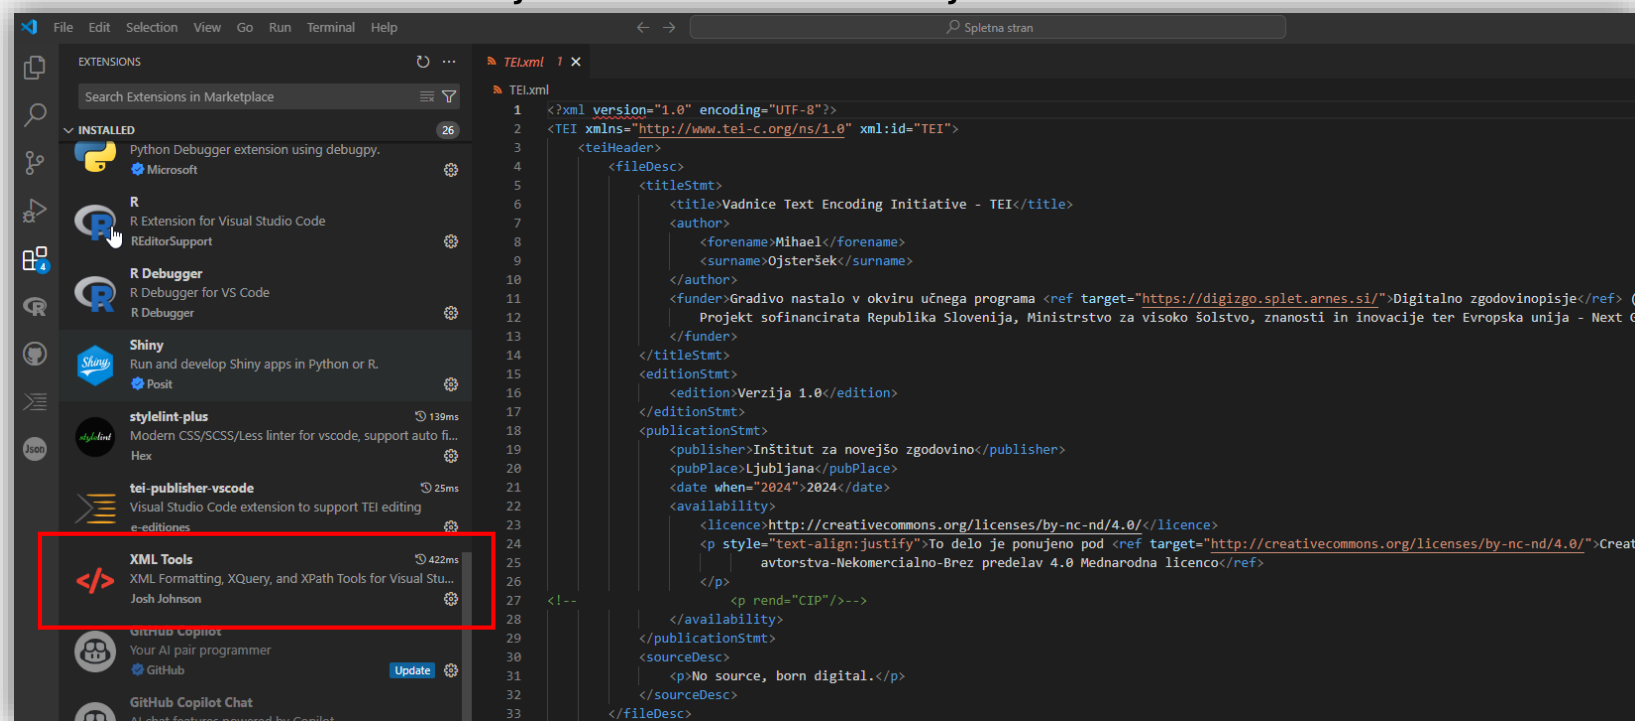 File Edit Selection View Go Run Terminal Help
Spletna stran
EXTENSIONS
Search Extensions in Marketplace
INSTALLED
26
Python Debugger extension using debugpy.
Microsoft
R
R Extension for Visual Studio Code
REditorSupport
R Debugger
R Debugger for VS Code
R Debugger
Shiny
Shiny
Run and develop Shiny apps in Python or R.
Posit
stylelint-plus 139ms
stylelint
Modern CSS/SCSS/Less linter for vscode, support auto fi...
Hex
tei-publisher-vscode 25ms
Visual Studio Code extension to support TEI editing
e-editiones
XML Tools 422ms
XML Formatting, XQuery, and XPath Tools for Visual Stu...
Josh Johnson
GitHub Copilot
Your AI pair programmer
GitHub Update
GitHub Copilot Chat
AI chat features powered by Copilot
4
Json
TEI.xml 1
TEI.xml
1 <?xml version="1.0" encoding="UTF-8"?>
2 <TEI xmlns="http://www.tei-c.org/ns/1.0" xml:id="TEI">
3 <teiHeader>
4 <fileDesc>
5 <titleStmt>
6 <title>Vadnice Text Encoding Initiative - TEI</title>
7 <author>
8 <forename>Mihael</forename>
9 <surname>Ojsteršek</surname>
10 </author>
11 <funder>Gradivo nastalo v okviru učnega programa <ref target="https://digizgo.splet.arnes.si/">Digitalno zgodovinopisje</ref> (
12 Projekt sofinancirata Republika Slovenija, Ministrstvo za visoko šolstvo, znanosti in inovacije ter Evropska unija - Next G
13 </funder>
14 </titleStmt>
15 <editionStmt>
16 <edition>Verzija 1.0</edition>
17 </editionStmt>
18 <publicationStmt>
19 <publisher>Inštitut za novejšo zgodovino</publisher>
20 <pubPlace>Ljubljana</pubPlace>
21 <date when="2024">2024</date>
22 <availability>
23 <licence>http://creativecommons.org/licenses/by-nc-nd/4.0/</licence>
24 <p style="text-align:justify">To delo je ponujeno pod <ref target="http://creativecommons.org/licenses/by-nc-nd/4.0/">Creat
25 avtorstva-Nekomercialno-Brez predelav 4.0 Mednarodna licenco</ref>
26 </p>
27 <!-- <p rend="CIP"/>-->
28 </availability>
29 </publicationStmt>
30 <sourceDesc>
31 <p>No source, born digital.</p>
32 </sourceDesc>
33 </fileDesc>